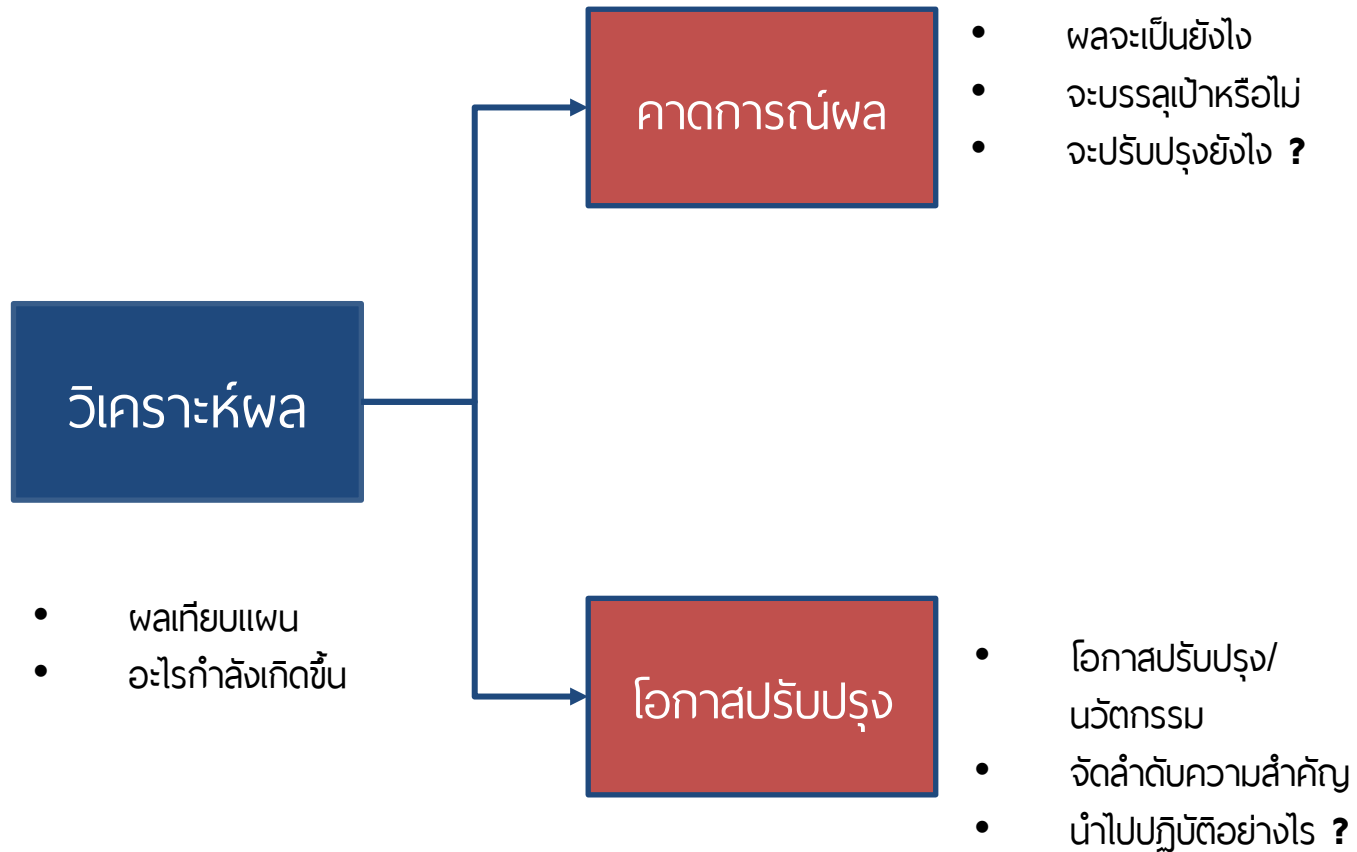 คาดการณ์ผล
• ผลจะเป็นยังไง
• จะบรรลุเป้าหรือไม่
• จะปรับปรุงยังไง ?
วิเคราะห์ผล
• ผลเทียบแผน
• อะไรกำลังเกิดขึ้น
โอกาสปรับปรุง
• โอกาสปรับปรุง/
นวัตกรรม
• จัดลำดับความสำคัญ
• นำไปปฏิบัติอย่างไร ?